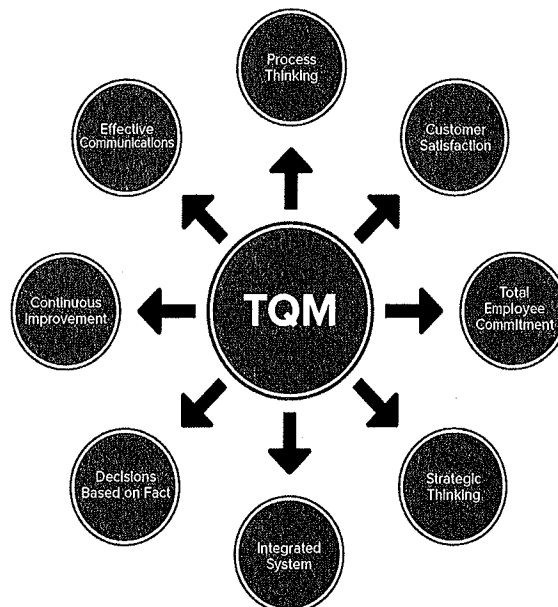 Process
Thinking
Customer
Satisfaction
Total
Employee
Commitment
Strategic
Thinking
Integrated
System
Decisions
Based on Fact
Continuous
Improvement
Effective
Communications
TQM